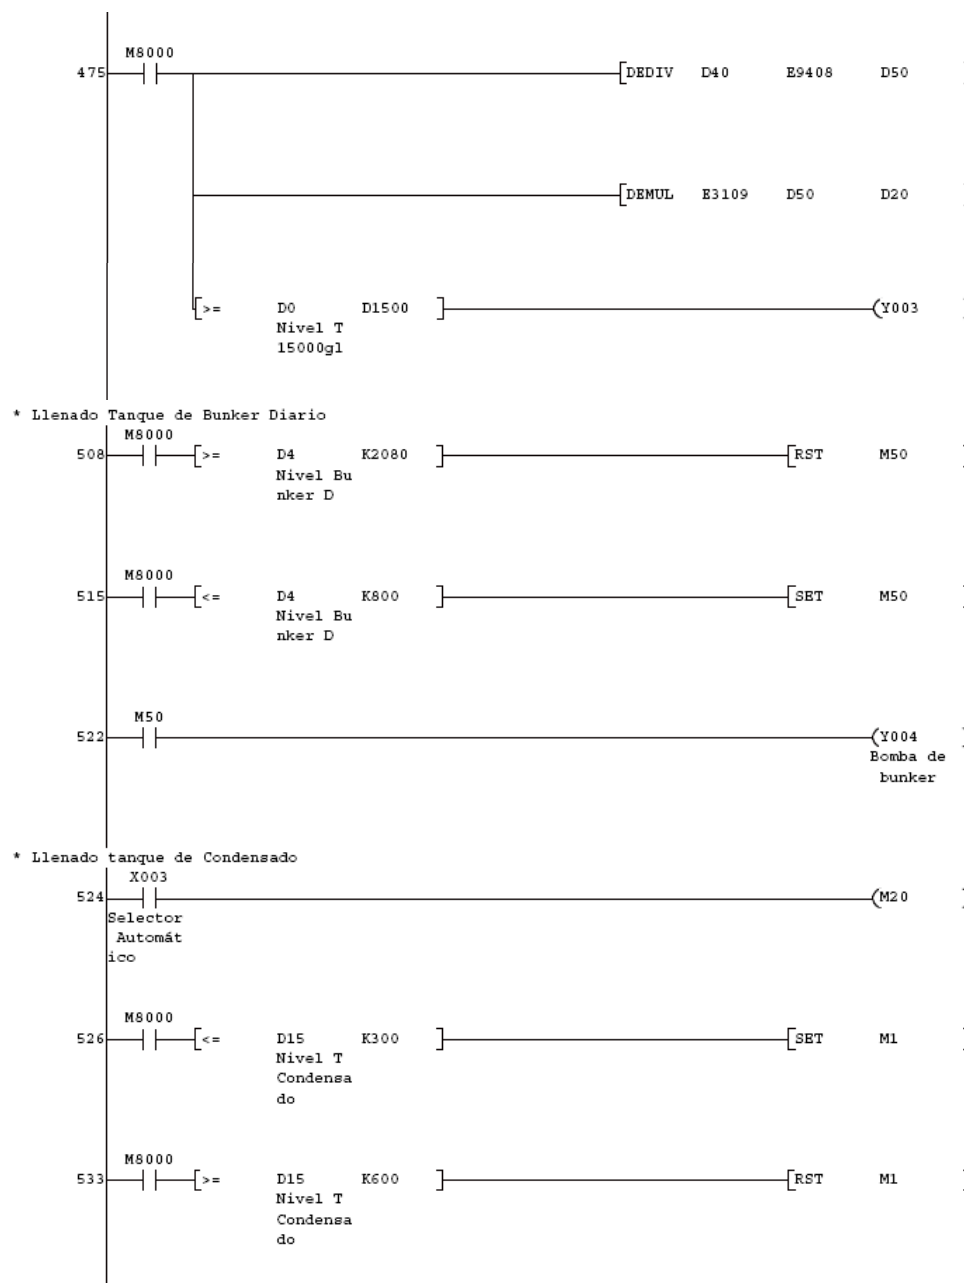 M8000
475 DEDIV D40 E9408 D50
DEMUL E3109 D50 D20
>= D0 D1500 Y003
Nivel T
15000gl
* Llenado Tanque de Bunker Diario
M8000
508 >= D4 K2080 RST M50
Nivel Bu
nker D
M8000
515 <= D4 K800 SET M50
Nivel Bu
nker D
M50
522 Y004
Bomba de
bunker
* Llenado tanque de Condensado
X003
524 M20
Selector
Automát
ico
M8000
526 <= D15 K300 SET M1
Nivel T
Condensa
do
M8000
533 >= D15 K600 RST M1
Nivel T
Condensa
do